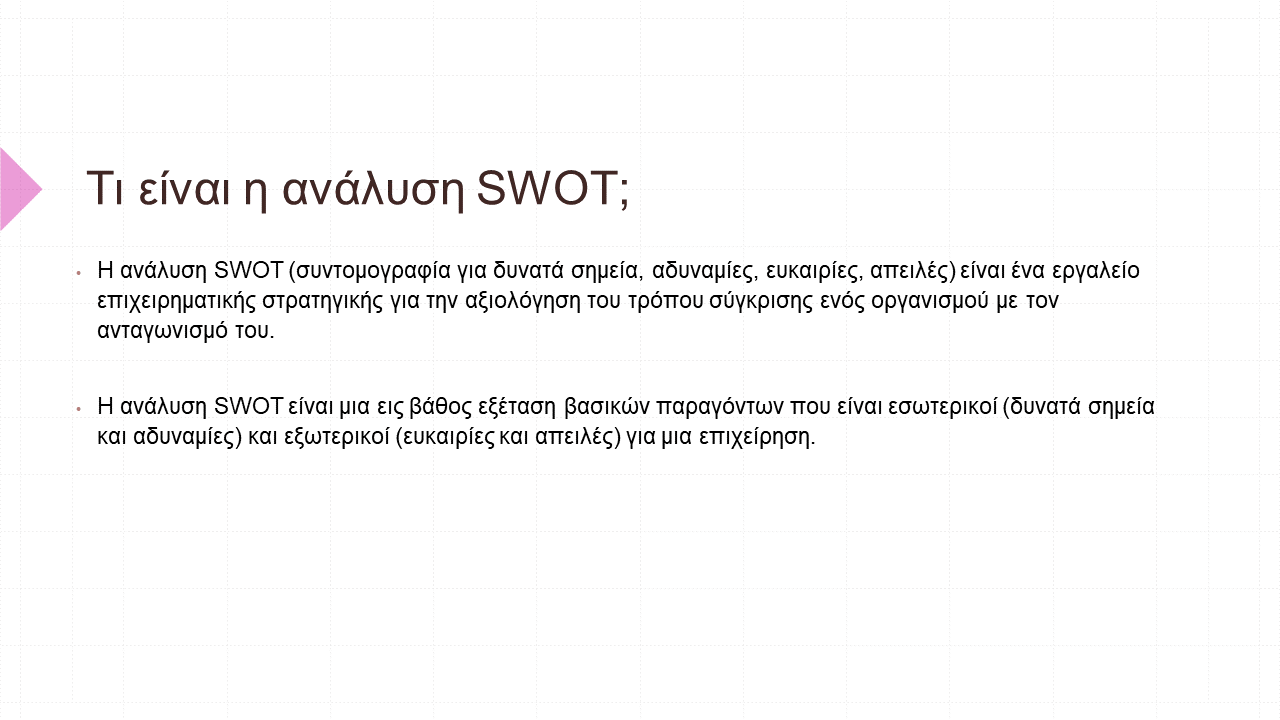 Τι είναι η ανάλυση SWOT;
• Η ανάλυση SWOT (συντομογραφία για δυνατά σημεία, αδυναμίες, ευκαιρίες, απειλές) είναι ένα εργαλείο
επιχειρηματικής στρατηγικής για την αξιολόγηση του τρόπου σύγκρισης ενός οργανισμού με τον
ανταγωνισμό του.
• Η ανάλυση SWOT είναι μια εις βάθος εξέταση βασικών παραγόντων που είναι εσωτερικοί (δυνατά σημεία
και αδυναμίες) και εξωτερικοί (ευκαιρίες και απειλές) για μια επιχείρηση.